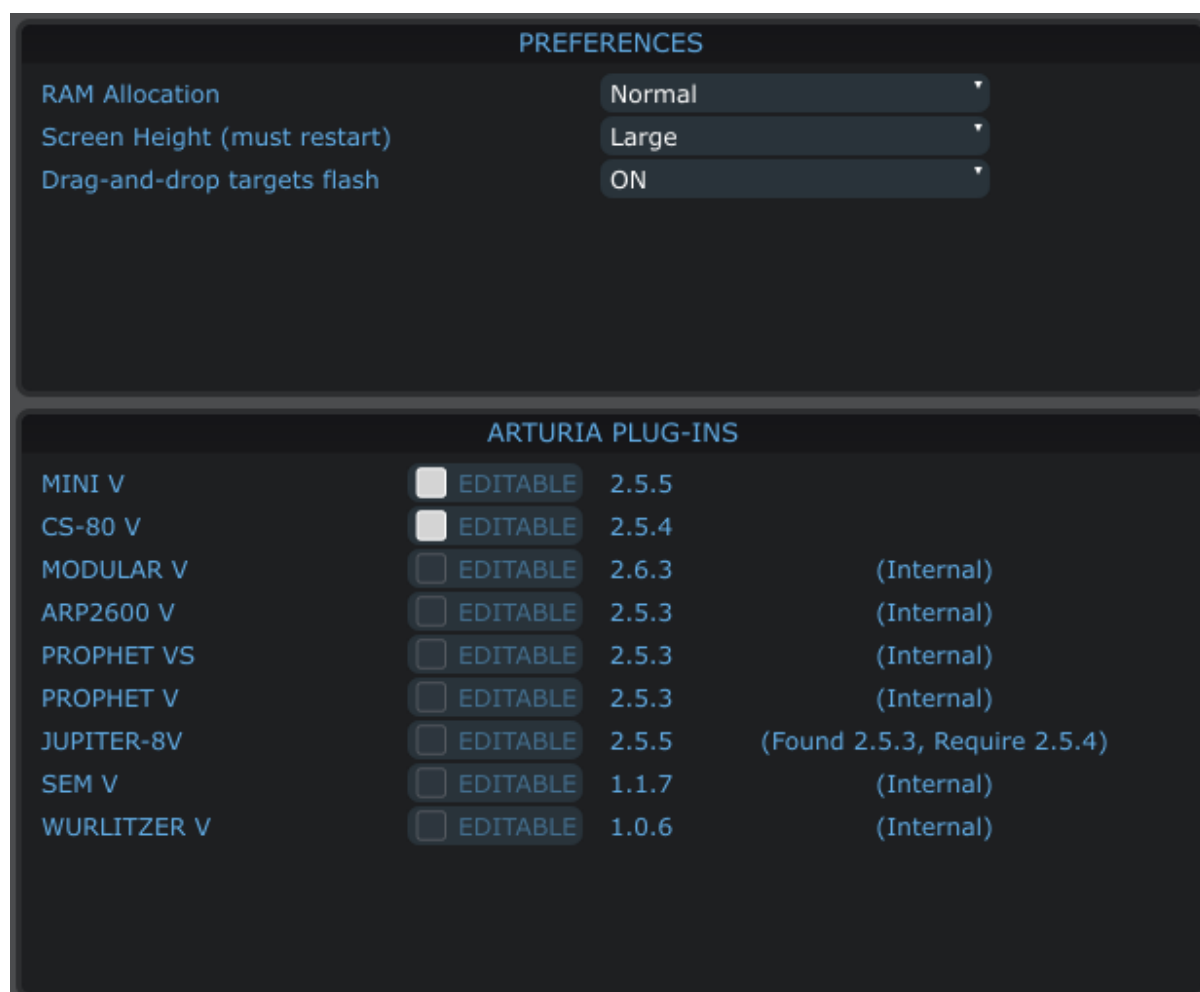 PREFERENCES
RAM Allocation Normal
Screen Height (must restart) Large
Drag-and-drop targets flash ON
ARTURIA PLUG-INS
MINI V EDITABLE 2.5.5
CS-80 V EDITABLE 2.5.4
MODULAR V EDITABLE 2.6.3 (Internal)
ARP2600 V EDITABLE 2.5.3 (Internal)
PROPHET VS EDITABLE 2.5.3 (Internal)
PROPHET V EDITABLE 2.5.3 (Internal)
JUPITER-8V EDITABLE 2.5.5 (Found 2.5.3, Require 2.5.4)
SEM V EDITABLE 1.1.7 (Internal)
WURLITZER V EDITABLE 1.0.6 (Internal)